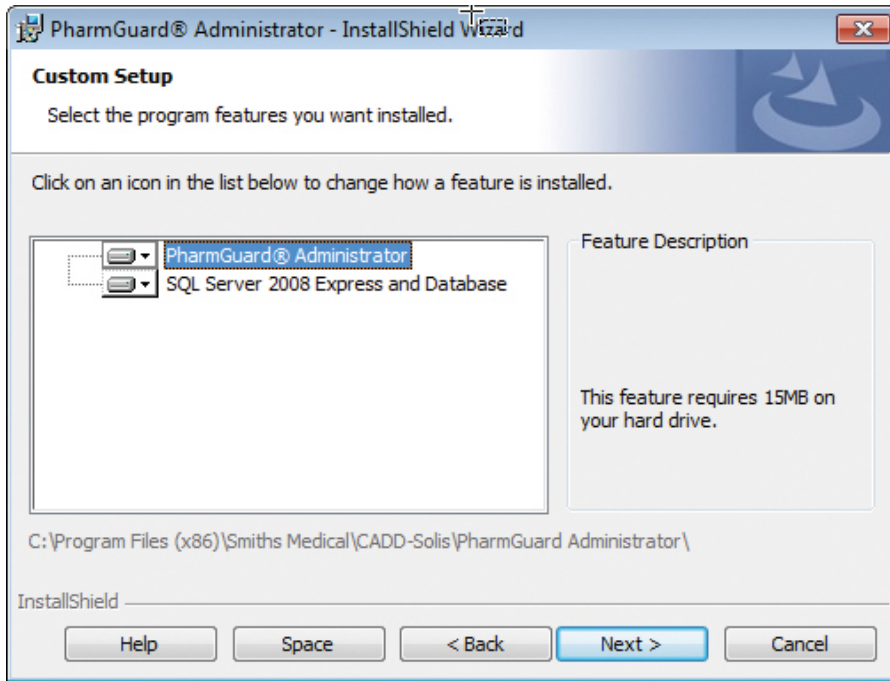 PharmGuard® Administrator - InstallShield Wizard
Custom Setup
Select the program features you want installed.
Click on an icon in the list below to change how a feature is installed.
PharmGuard® Administrator
SQL Server 2008 Express and Database
Feature Description
This feature requires 15MB on
your hard drive.
C:\Program Files (x86)\Smiths Medical\CADD-Solis\PharmGuard Administrator\
InstallShield
Help
Space
< Back
Next >
Cancel